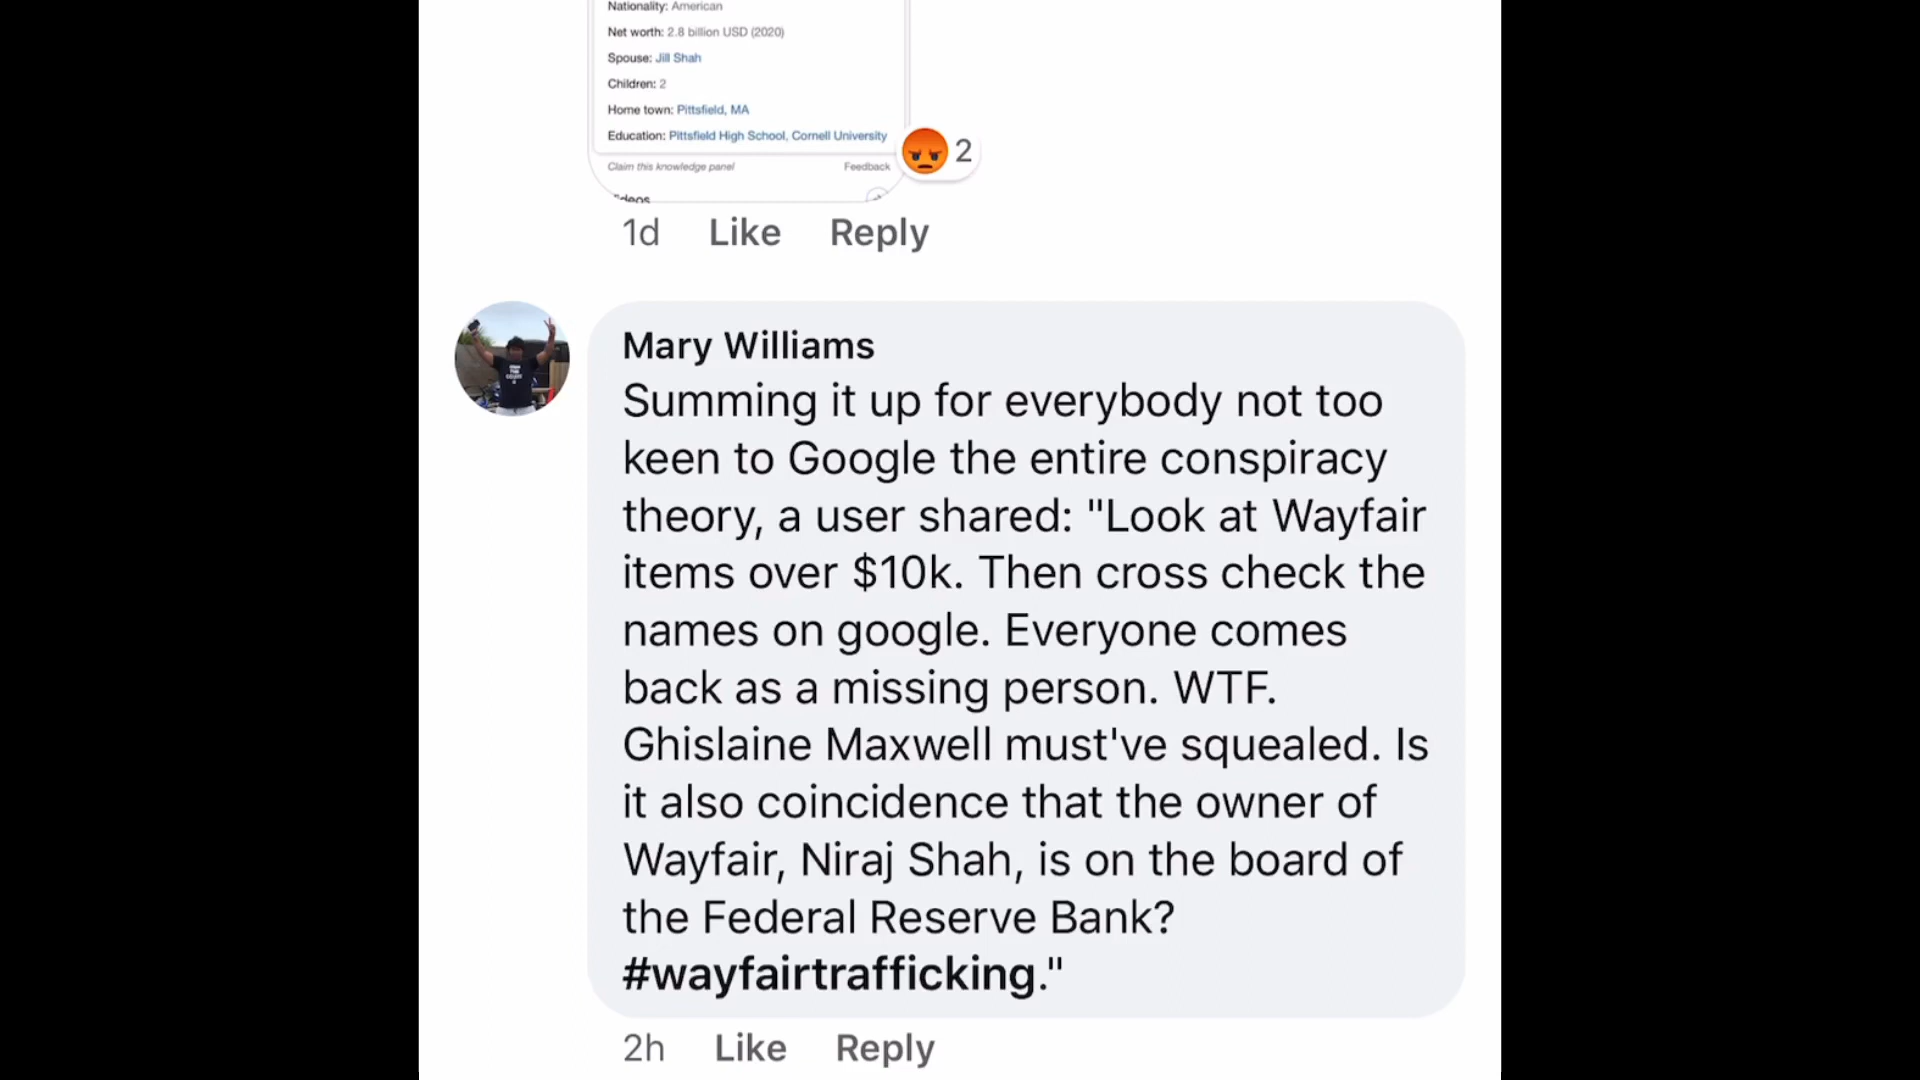 Nationality: American
Net worth: 2.8 billion USD (2020)
Spouse: Jill Shah
Children: 2
Home town: Pittsfield, MA
Education: Pittsfield High School, Cornell University
Claim this knowledge panel Feedback
2
1d Like Reply
Mary Williams
Summing it up for everybody not too
keen to Google the entire conspiracy
theory, a user shared: "Look at Wayfair
items over $10k. Then cross check the
names on google. Everyone comes
back as a missing person. WTF.
Ghislaine Maxwell must've squealed. Is
it also coincidence that the owner of
Wayfair, Niraj Shah, is on the board of
the Federal Reserve Bank?
#wayfairtrafficking."
2h Like Reply